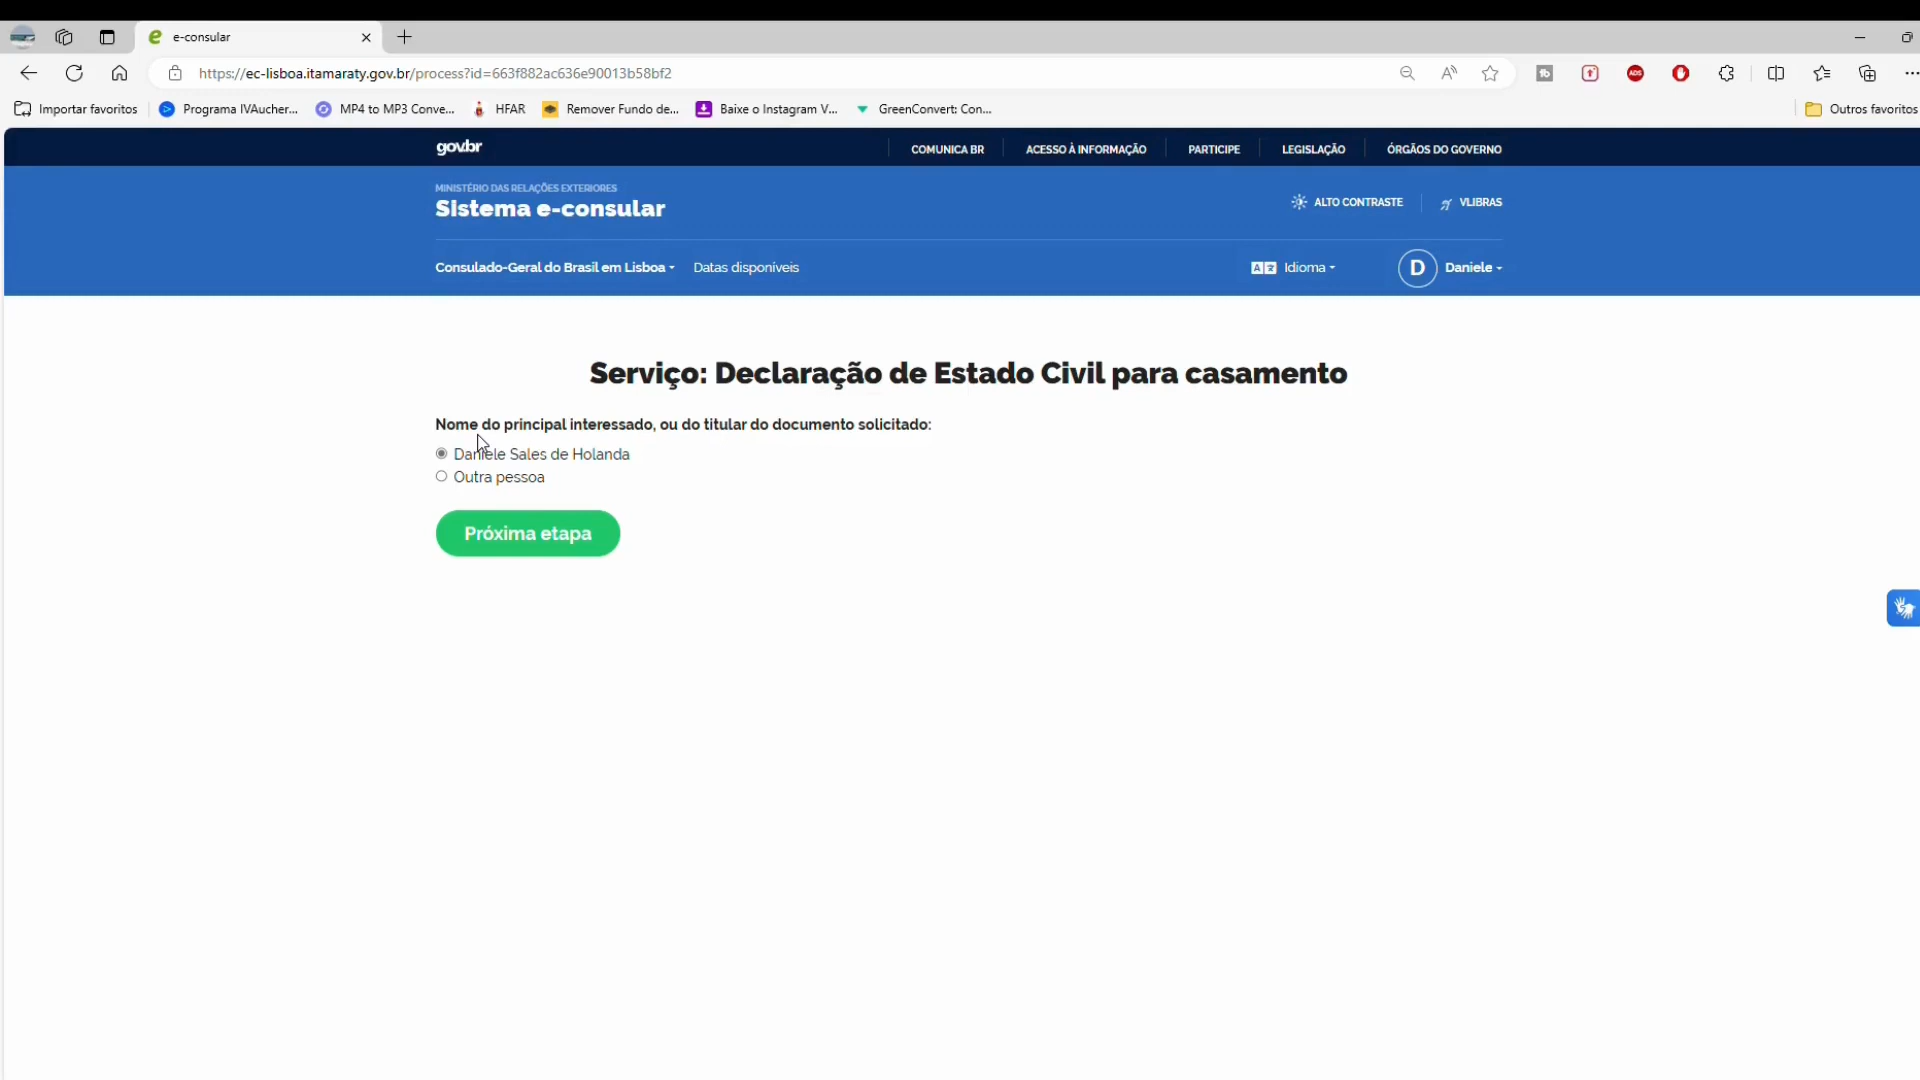 e-consular
https://ec-lisboa.itamaraty.gov.br/process?id=663f882ac636e90013b58bf2
Importar favoritos Programa IVAucher... MP4 to MP3 Conve... HFAR Remover Fundo de... Baixe o Instagram V... GreenConvert: Con... Outros favoritos
gov.br COMUNICA BR ACESSO À INFORMAÇÃO PARTICIPE LEGISLAÇÃO ÓRGÃOS DO GOVERNO
MINISTÉRIO DAS RELAÇÕES EXTERIORES
Sistema e-consular ALTO CONTRASTE VLIBRAS
Consulado-Geral do Brasil em Lisboa Datas disponíveis Idioma D Daniele
Serviço: Declaração de Estado Civil para casamento
Nome do principal interessado, ou do titular do documento solicitado:
Daniele Sales de Holanda
Outra pessoa
Próxima etapa